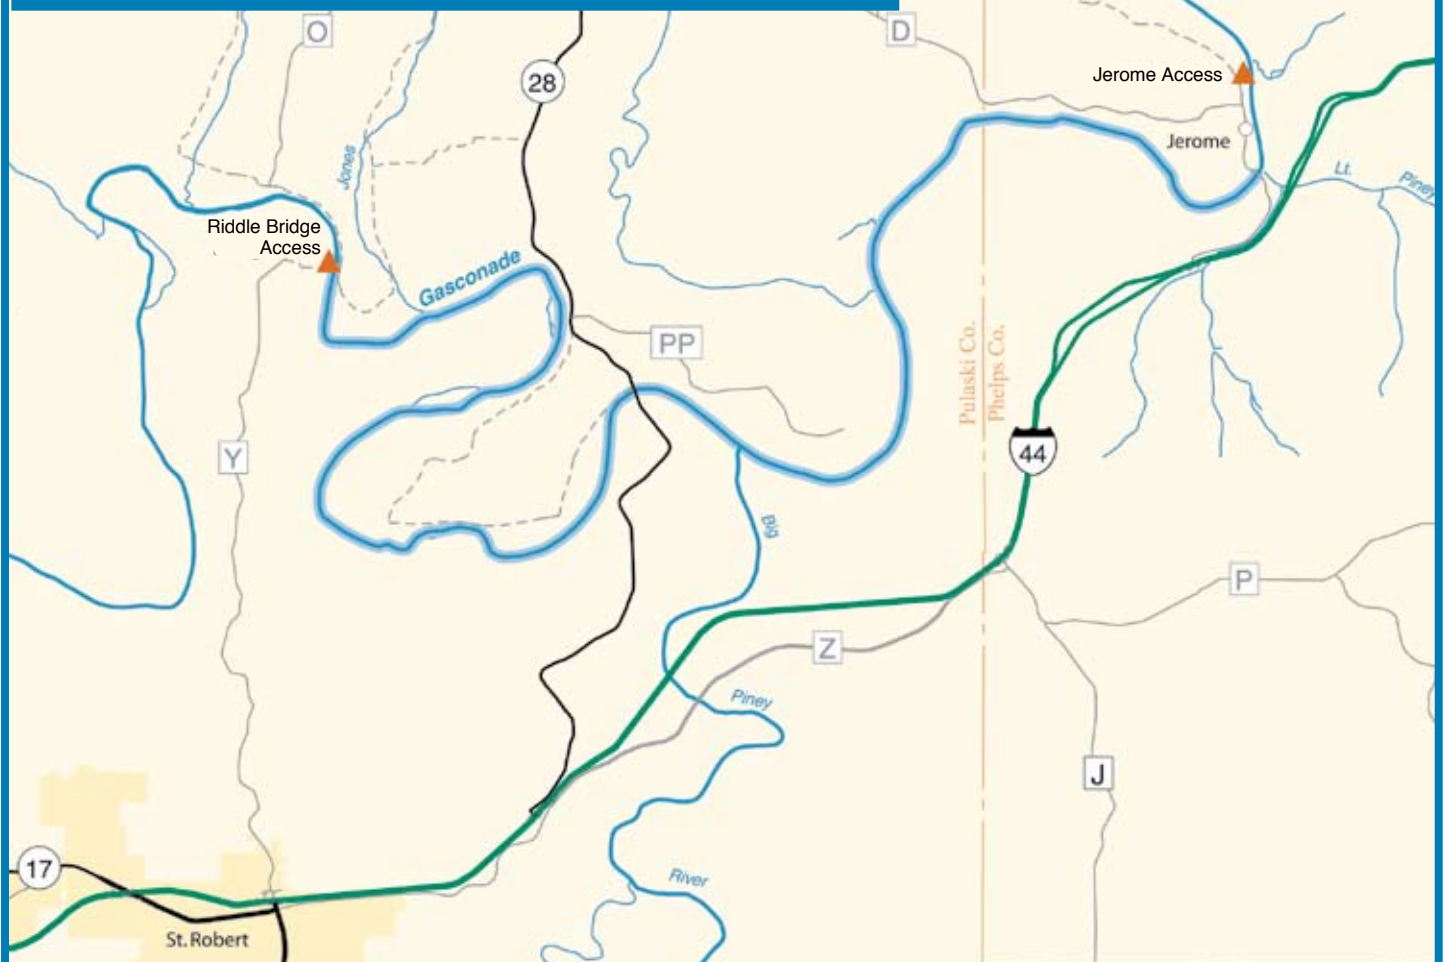 O
D
28
Jerome Access
Jerome
Jones
Lt.
Piney
Riddle Bridge
Access
Gasconade
PP
Pulaski Co.
Phelps Co.
Y
44
Big
P
Z
Piney
J
17
River
St. Robert